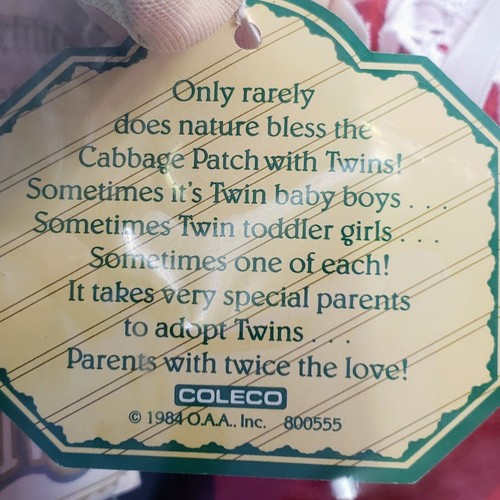 Only rarely
does nature bless the
Cabbage Patch with Twins!
Sometimes it's Twin baby boys . . .
Sometimes Twin toddler girls . . .
Sometimes one of each!
It takes very special parents
to adopt Twins . . .
Parents with twice the love!
COLECO
© 1984 O.A.A., Inc. 800555